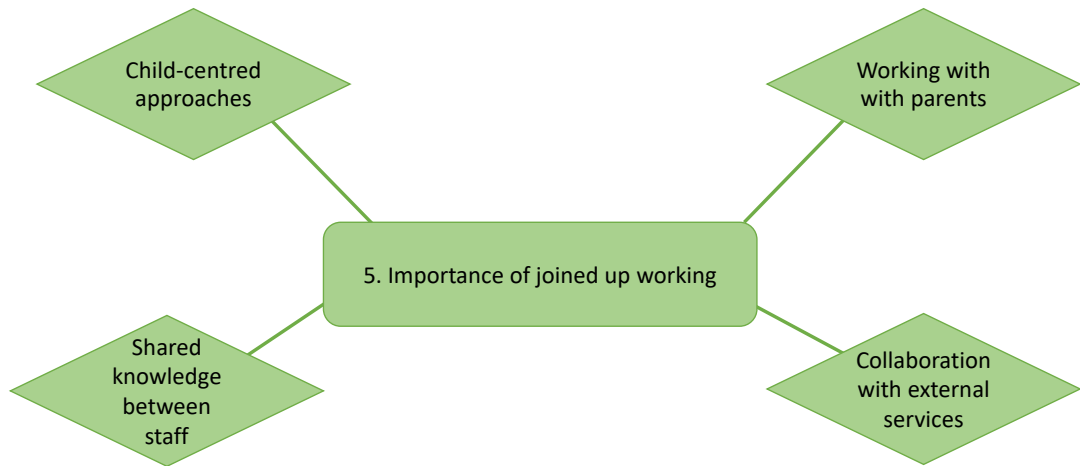 Child-centred
approaches
Working with
with parents
5. Importance of joined up working
Shared
knowledge
between
staff
Collaboration
with external
services